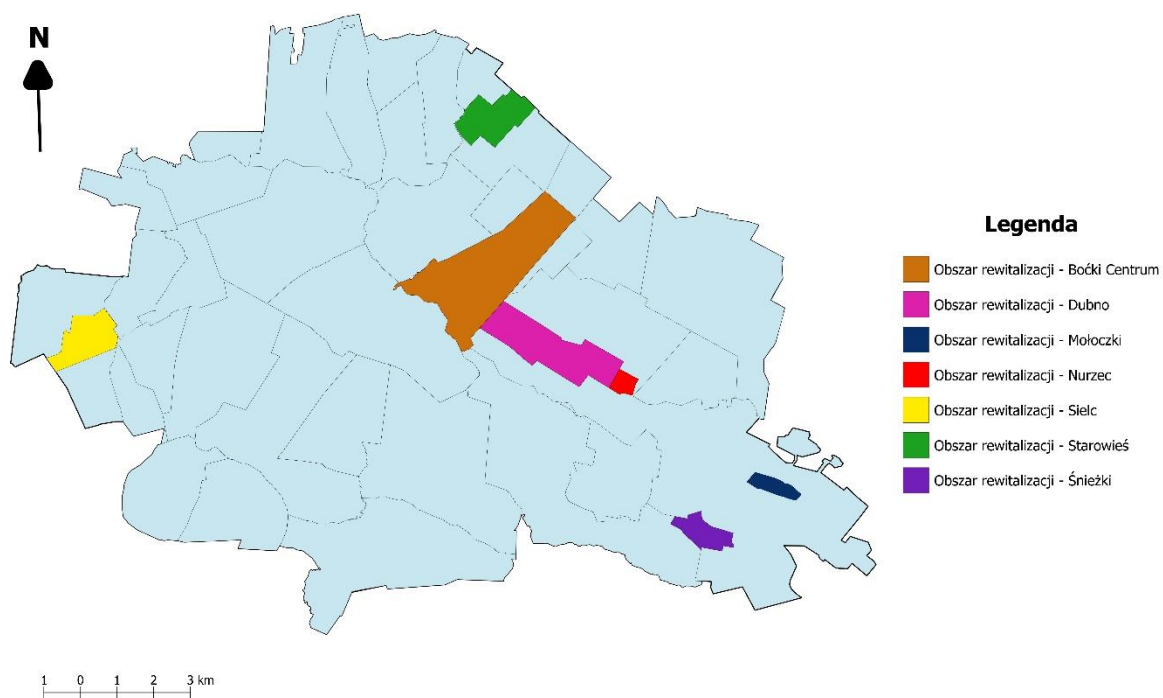 N
Legenda
Obszar rewitalizacji - Boćki Centrum
Obszar rewitalizacji - Dubno
Obszar rewitalizacji - Mołoczki
Obszar rewitalizacji - Nurzec
Obszar rewitalizacji - Sielc
Obszar rewitalizacji - Starowieś
Obszar rewitalizacji - Śnieżki
1 0 1 2 3 km